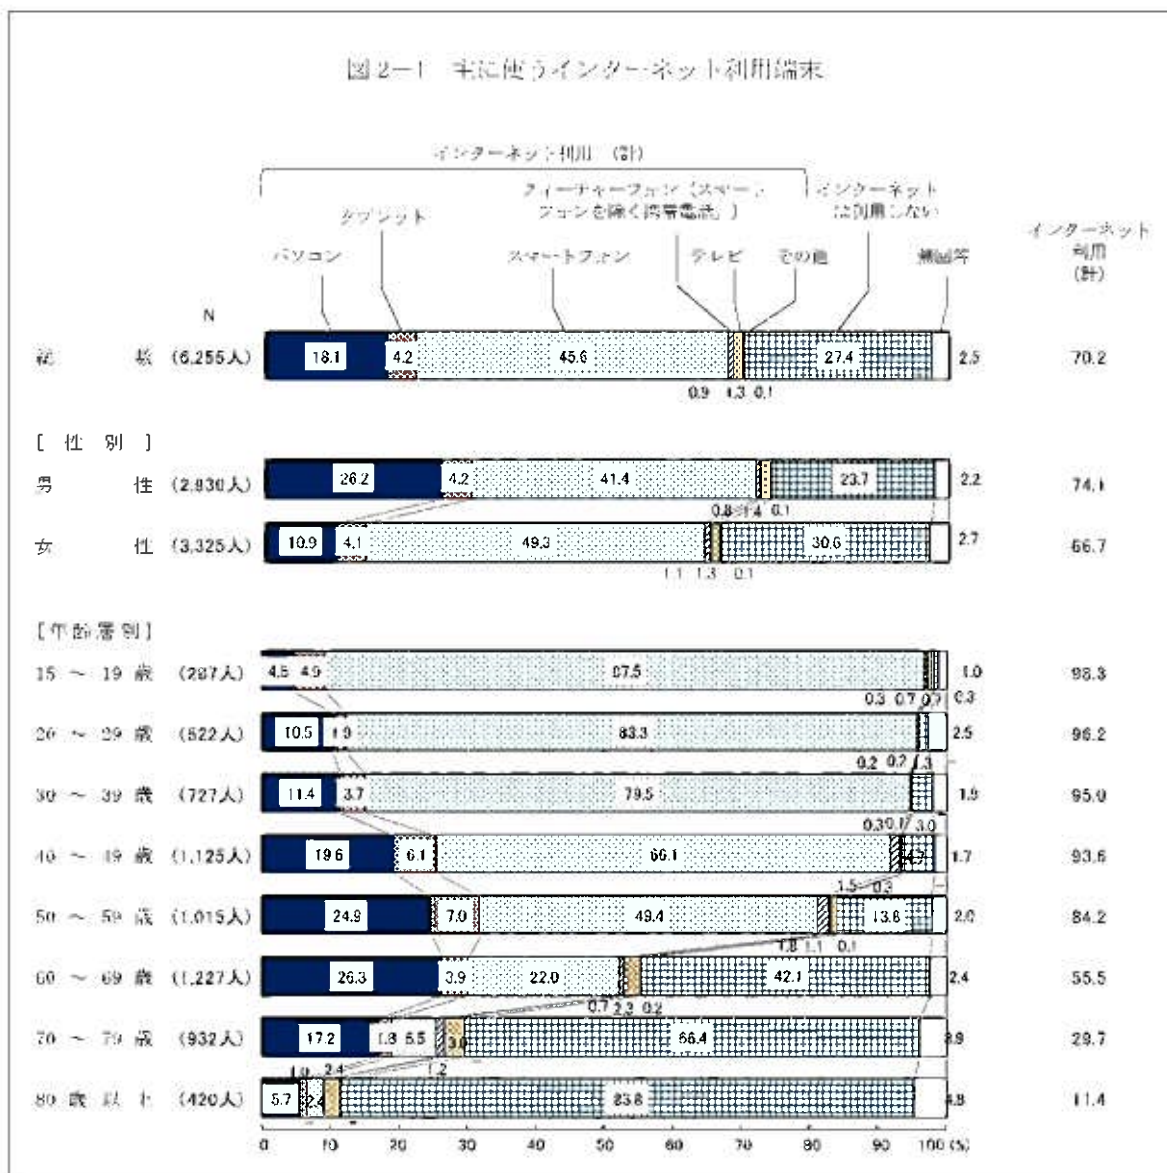 図2－1　主に使うインターネット利用端末
インターネット利用（計）
フィーチャーフォン（スマートフォンを除く携帯電話。）
インターネットは利用しない
インターネット利用（計）
タブレット
パソコン
スマートフォン
テレビ
その他
無回答
N
総　数 (6,255人) 18.1 4.2 45.6 27.4 2.5 70.2
0.9 1.3 0.1
[性別]
男　性 (2,930人) 26.2 4.2 41.4 23.7 2.2 74.1
0.8 1.4 0.1
女　性 (3,325人) 10.9 4.1 49.3 30.6 2.7 66.7
1.1 1.3 0.1
[年齢層別]
15 ～ 19 歳 (287人) 4.5 4.9 87.5 1.0 98.3
0.3 0.7 0.7 0.3
20 ～ 29 歳 (522人) 10.5 1.9 83.3 2.5 96.2
0.2 0.2 1.3
30 ～ 39 歳 (727人) 11.4 3.7 79.5 1.9 95.0
0.3 0.1 3.0
40 ～ 49 歳 (1,125人) 19.6 6.1 66.1 4.7 1.7 93.6
1.5 0.3
50 ～ 59 歳 (1,015人) 24.9 7.0 49.4 13.8 2.0 84.2
1.8 1.1 0.1
60 ～ 69 歳 (1,227人) 26.3 3.9 22.0 42.1 2.4 55.5
0.7 2.3 0.2
70 ～ 79 歳 (932人) 17.2 1.8 6.5 3.0 66.4 3.9 29.7
1.2
80 歳 以 上 (420人) 5.7 2.4 83.8 4.8 11.4
0 10 20 30 40 50 60 70 80 90 100 (%)